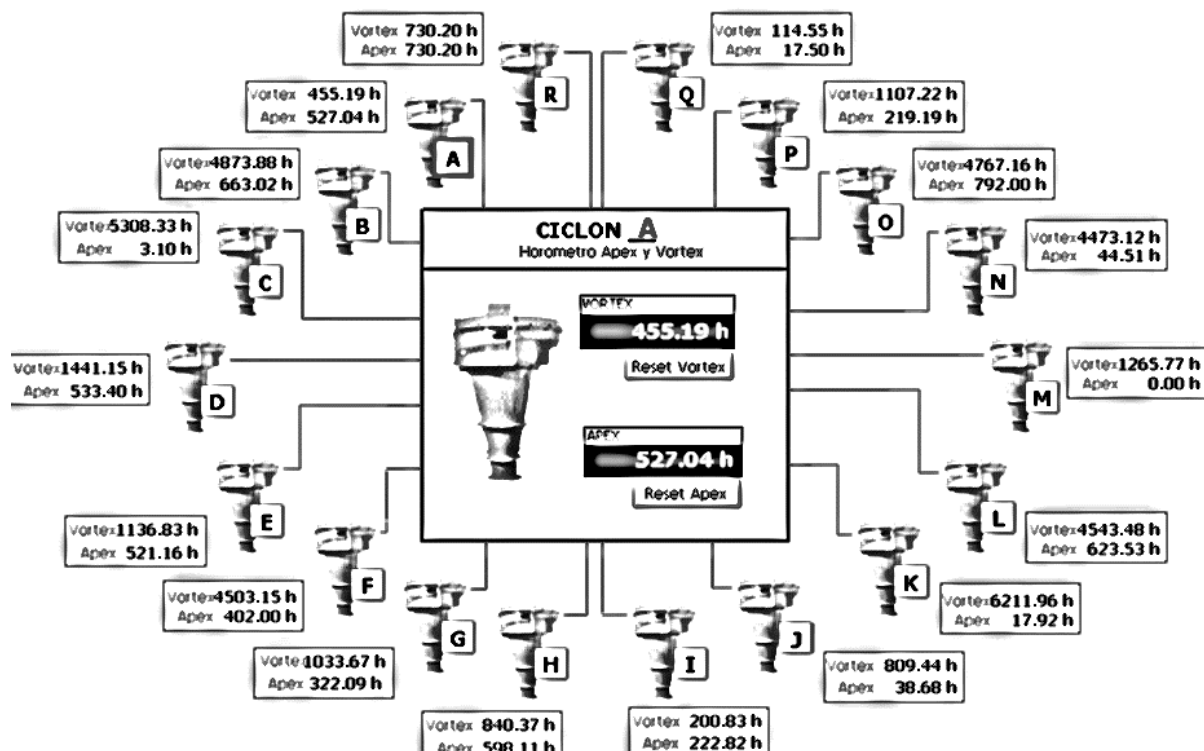 Vortex 730.20 h
Apex 730.20 h
R
Vortex 114.55 h
Apex 17.50 h
Q
Vortex 455.19 h
Apex 527.04 h
A
Vortex 1107.22 h
Apex 219.19 h
P
Vortex 4873.88 h
Apex 663.02 h
B
Vortex 4767.16 h
Apex 792.00 h
O
Vortex 5308.33 h
Apex 3.10 h
C
Vortex 4473.12 h
Apex 44.51 h
N
CICLON A
Horometro Apex y Vortex
VORTEX
455.19 h
Reset Vortex
APEX
527.04 h
Reset Apex
Vortex 1441.15 h
Apex 533.40 h
D
Vortex 1265.77 h
Apex 0.00 h
M
E
Vortex 1136.83 h
Apex 521.16 h
L
Vortex 4543.48 h
Apex 623.53 h
F
Vortex 4503.15 h
Apex 402.00 h
K
Vortex 6211.96 h
Apex 17.92 h
G
Vortex 1033.67 h
Apex 322.09 h
J
Vortex 809.44 h
Apex 38.68 h
H
Vortex 840.37 h
Apex 598.11 h
I
Vortex 200.83 h
Apex 222.82 h